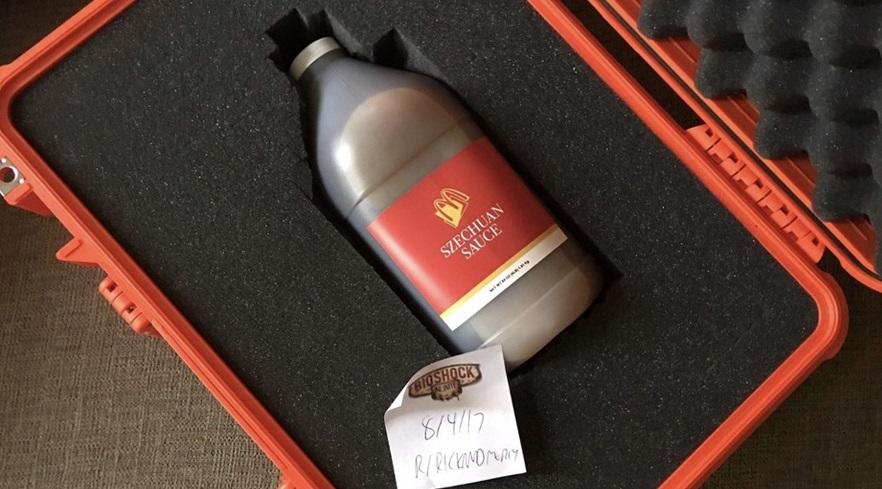 SZECHUAN
SAUCE
BIOSHOCK
INFINITE
8/4/17
R/RICKANDMORTY